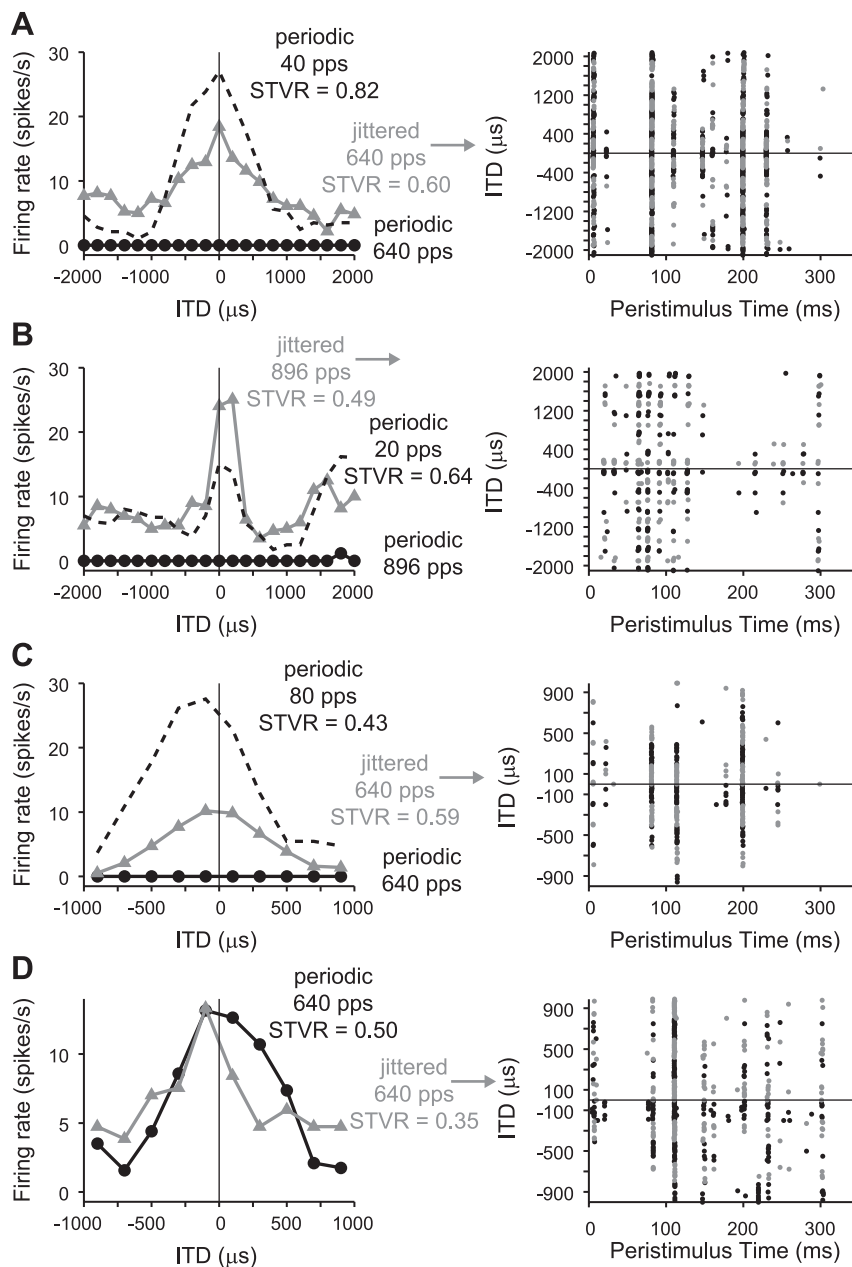 A
30
20
10
0
Firing rate (spikes/s)
-2000
-1000
0
1000
2000
ITD (μs)
periodic
40 pps
STVR = 0.82
jittered
640 pps
STVR = 0.60
periodic
640 pps
2000
1200
400
-400
-1200
-2000
ITD (μs)
0
100
200
300
Peristimulus Time (ms)
B
30
20
10
0
Firing rate (spikes/s)
-2000
-1000
0
1000
2000
ITD (μs)
jittered
896 pps
STVR = 0.49
periodic
20 pps
STVR = 0.64
periodic
896 pps
2000
1200
400
-400
-1200
-2000
ITD (μs)
0
100
200
300
Peristimulus Time (ms)
C
30
20
10
0
Firing rate (spikes/s)
-1000
-500
0
500
1000
ITD (μs)
periodic
80 pps
STVR = 0.43
jittered
640 pps
STVR = 0.59
periodic
640 pps
900
500
100
-100
-500
-900
ITD (μs)
0
100
200
300
Peristimulus Time (ms)
D
10
5
0
Firing rate (spikes/s)
-1000
-500
0
500
1000
ITD (μs)
periodic
640 pps
STVR = 0.50
jittered
640 pps
STVR = 0.35
900
500
100
-100
-500
-900
ITD (μs)
0
100
200
300
Peristimulus Time (ms)